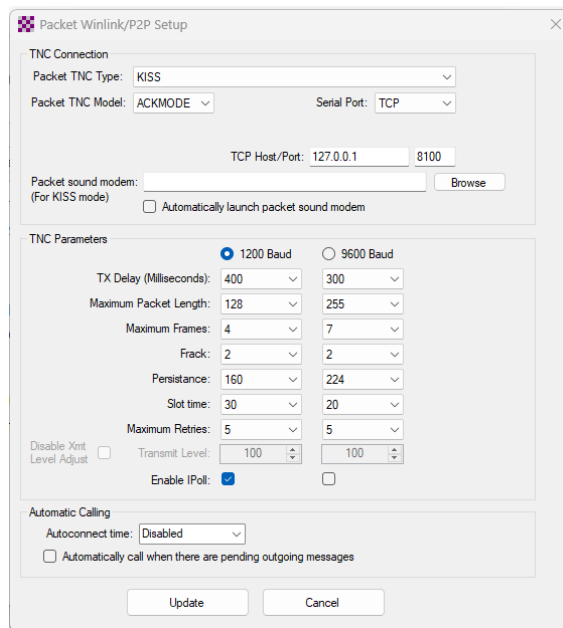 Packet Winlink/P2P Setup
TNC Connection
Packet TNC Type: KISS
Packet TNC Model: ACKMODE Serial Port: TCP
TCP Host/Port: 127.0.0.1 8100
Packet sound modem: Browse
(For KISS mode)
Automatically launch packet sound modem
TNC Parameters
1200 Baud 9600 Baud
TX Delay (Milliseconds): 400 300
Maximum Packet Length: 128 255
Maximum Frames: 4 7
Frack: 2 2
Persistance: 160 224
Slot time: 30 20
Maximum Retries: 5 5
Disable Xmt
Level Adjust Transmit Level: 100 100
Enable IPoll:
Automatic Calling
Autoconnect time: Disabled
Automatically call when there are pending outgoing messages
Update Cancel